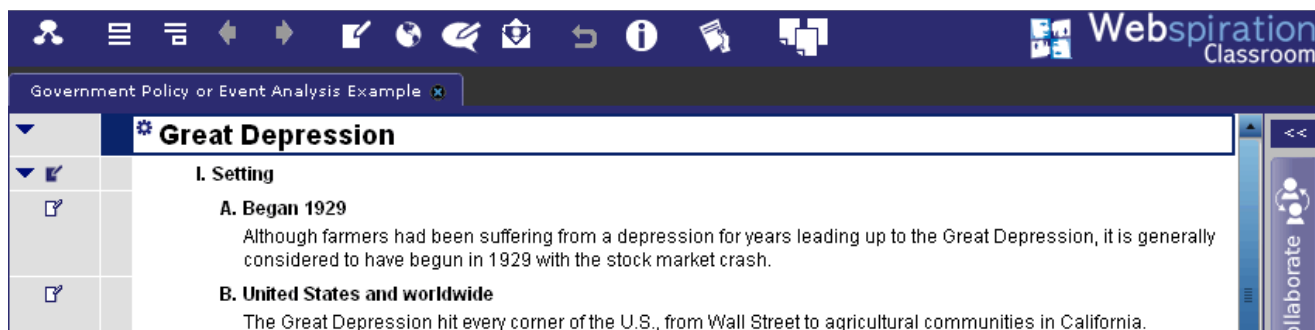 Webspiration
Classroom
Government Policy or Event Analysis Example
Great Depression
<<
I. Setting
A. Began 1929
Although farmers had been suffering from a depression for years leading up to the Great Depression, it is generally
considered to have begun in 1929 with the stock market crash.
B. United States and worldwide
The Great Depression hit every corner of the U.S., from Wall Street to agricultural communities in California.
llaborate